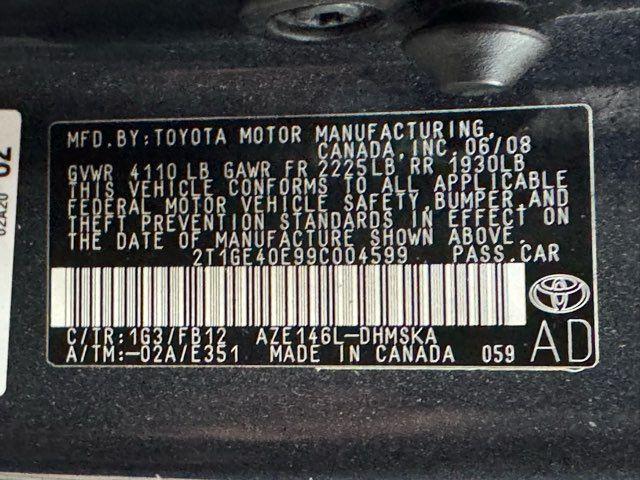 MFD.BY:TOYOTA MOTOR MANUFACTURING,
CANADA, INC. 06/08
GVWR 4110 LB GAWR FR 2225LB RR 1930LB
THIS VEHICLE CONFORMS TO ALL APPLICABLE
FEDERAL MOTOR VEHICLE SAFETY, BUMPER, AND
THEFT PREVENTION STANDARDS IN EFFECT ON
THE DATE OF MANUFACTURE SHOWN ABOVE.
2T1GE40E99C004599 PASS.CAR
C/TR:1G3/FB12 AZE146L-DHMSKA
A/TM:-02A/E351 MADE IN CANADA 059
AD
02A20